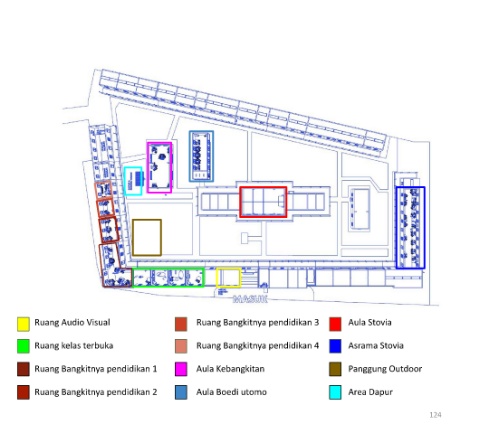 MASUK
Ruang Audio Visual
Ruang kelas terbuka
Ruang Bangkitnya pendidikan 1
Ruang Bangkitnya pendidikan 2
Ruang Bangkitnya pendidikan 3
Ruang Bangkitnya pendidikan 4
Aula Kebangkitan
Aula Boedi utomo
Aula Stovia
Asrama Stovia
Panggung Outdoor
Area Dapur
124